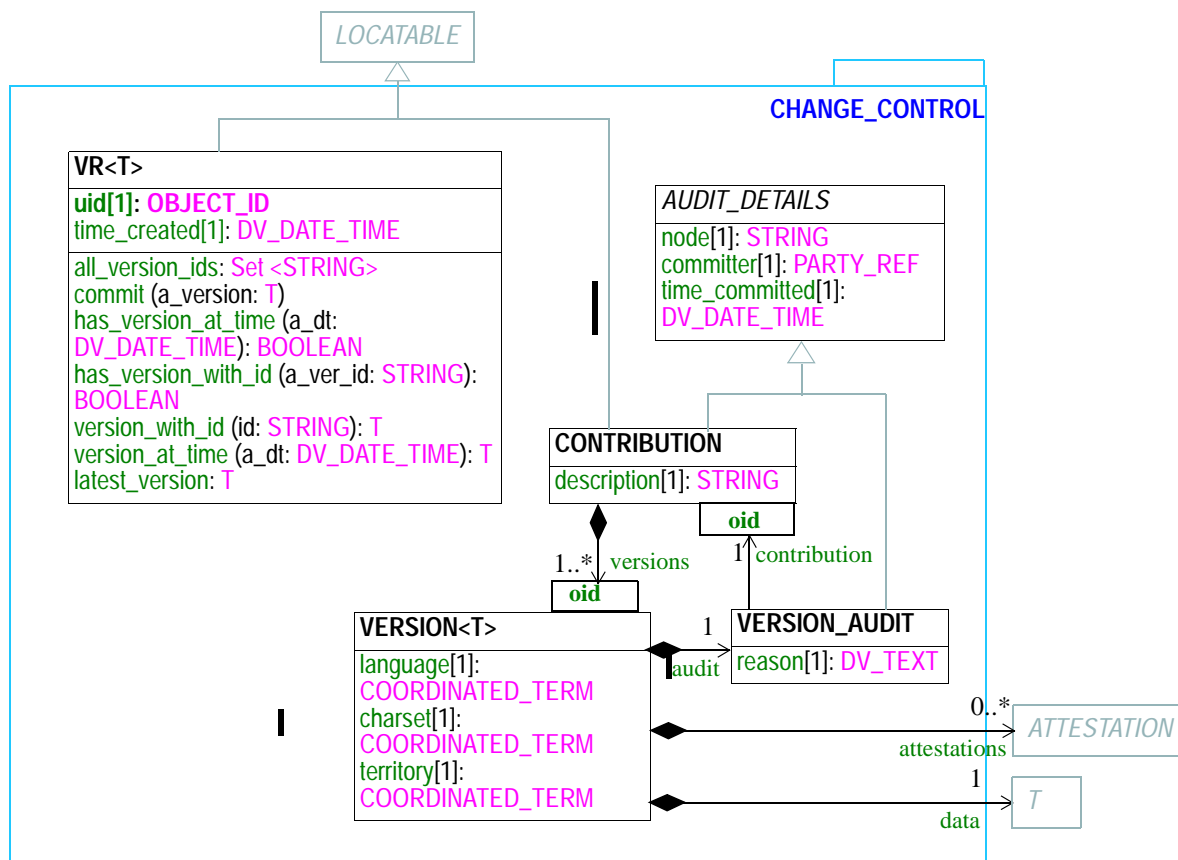 LOCATABLE
CHANGE_CONTROL
VR<T>
uid[1]: OBJECT_ID
time_created[1]: DV_DATE_TIME
all_version_ids: Set <STRING>
commit (a_version: T)
has_version_at_time (a_dt:
DV_DATE_TIME): BOOLEAN
has_version_with_id (a_ver_id: STRING):
BOOLEAN
version_with_id (id: STRING): T
version_at_time (a_dt: DV_DATE_TIME): T
latest_version: T
AUDIT_DETAILS
node[1]: STRING
committer[1]: PARTY_REF
time_committed[1]:
DV_DATE_TIME
CONTRIBUTION
description[1]: STRING
oid
1 contribution
1..* versions
oid
VERSION<T>
language[1]:
COORDINATED_TERM
charset[1]:
COORDINATED_TERM
territory[1]:
COORDINATED_TERM
1
audit
VERSION_AUDIT
reason[1]: DV_TEXT
0..*
attestations
ATTESTATION
1
data
T